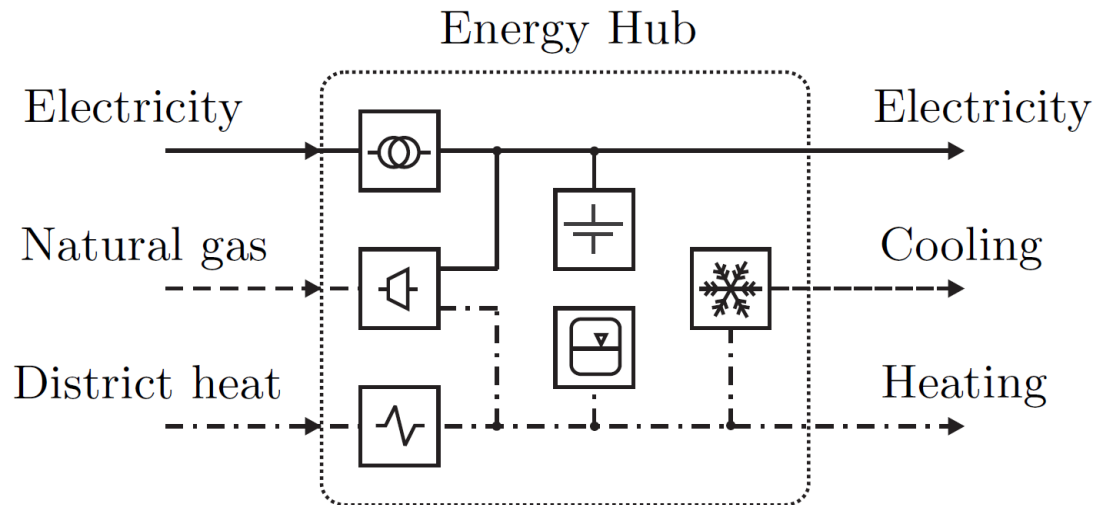 Energy Hub
Electricity
Electricity
Natural gas
Cooling
District heat
Heating